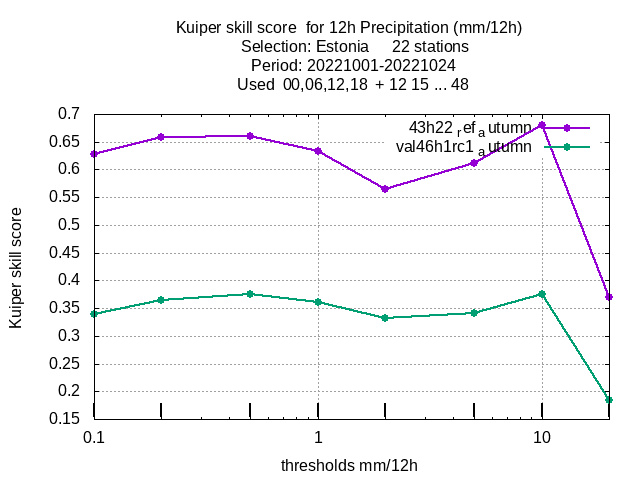 Kuiper skill score  for 12h Precipitation (mm/12h)
Selection: Estonia     22 stations
Period: 20221001-20221024
Used  00,06,12,18  + 12 15 ... 48
0.7
0.65
0.6
0.55
0.5
0.45
0.4
0.35
0.3
0.25
0.2
0.15
Kuiper skill score
43h22 refautumn
val46h1rc1 autumn
0.1
1
10
thresholds mm/12h